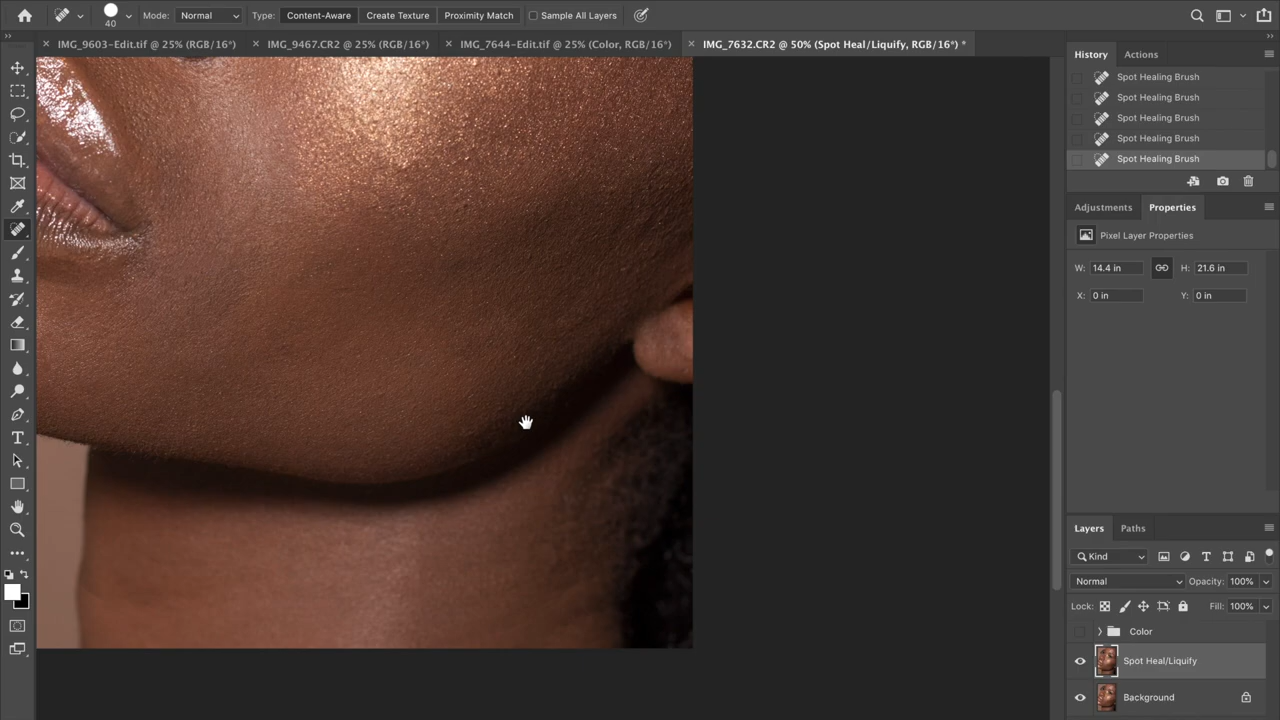 40
Mode: Normal
Type: Content-Aware Create Texture Proximity Match
Sample All Layers
IMG_9603-Edit.tif @ 25% (RGB/16*)
IMG_9467.CR2 @ 25% (RGB/16*)
IMG_7644-Edit.tif @ 25% (Color, RGB/16*)
IMG_7632.CR2 @ 50% (Spot Heal/Liquify, RGB/16*) *
History Actions
Spot Healing Brush
Spot Healing Brush
Spot Healing Brush
Spot Healing Brush
Spot Healing Brush
Adjustments Properties
Pixel Layer Properties
W: 14.4 in H: 21.6 in
X: 0 in Y: 0 in
Layers Paths
Kind
Normal Opacity: 100%
Lock: Fill: 100%
Color
Spot Heal/Liquify
Background